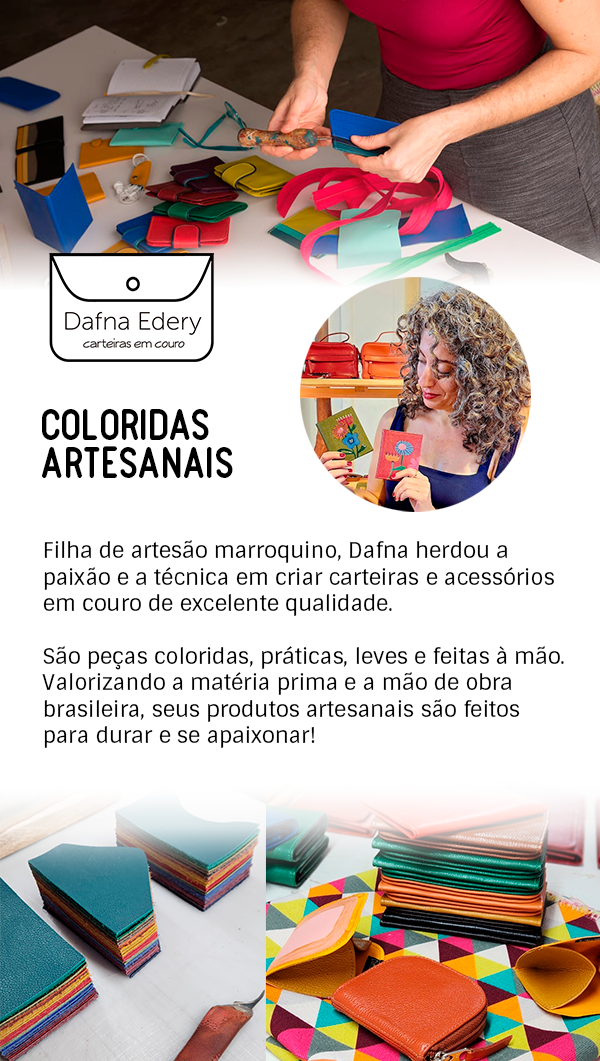 Dafna Edery
carteiras em couro
COLORIDAS
ARTESANAIS
Filha de artesão marroquino, Dafna herdou a
paixão e a técnica em criar carteiras e acessórios
em couro de excelente qualidade.
São peças coloridas, práticas, leves e feitas à mão.
Valorizando a matéria prima e a mão de obra
brasileira, seus produtos artesanais são feitos
para durar e se apaixonar!